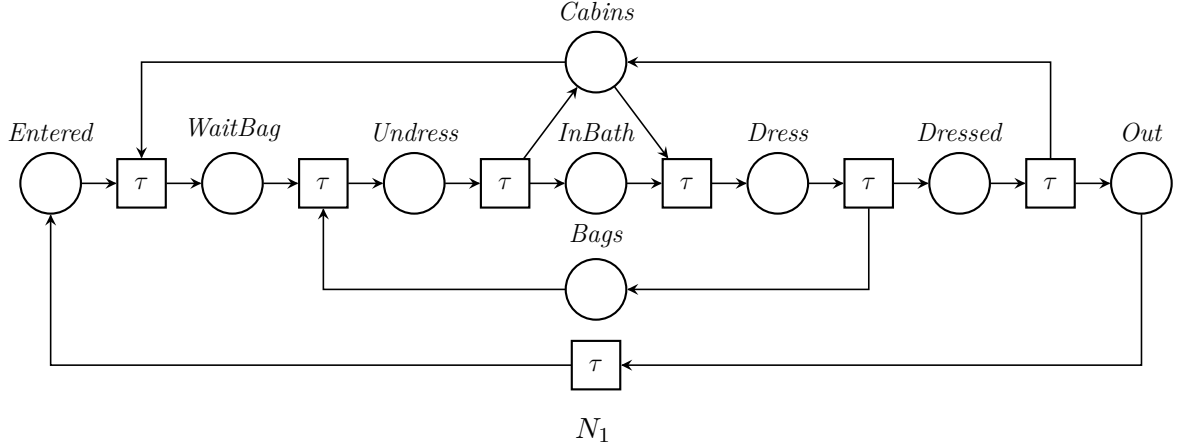 Cabins
Entered WaitBag Undress InBath Dress Dressed Out
τ τ τ τ τ τ
Bags
τ
N₁